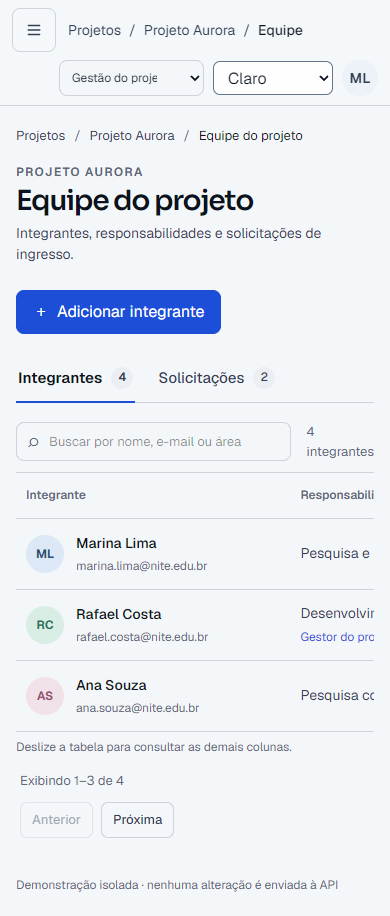 Projetos / Projeto Aurora / Equipe
Gestão do proje
Claro
ML
Projetos / Projeto Aurora / Equipe do projeto
PROJETO AURORA
Equipe do projeto
Integrantes, responsabilidades e solicitações de
ingresso.
+ Adicionar integrante
Integrantes 4 Solicitações 2
Buscar por nome, e-mail ou área
4
integrantes
Integrante Responsabili
ML Marina Lima
marina.lima@nite.edu.br
Pesquisa e
RC Rafael Costa
rafael.costa@nite.edu.br
Desenvolvir
Gestor do pro
AS Ana Souza
ana.souza@nite.edu.br
Pesquisa co
Deslize a tabela para consultar as demais colunas.
Exibindo 1–3 de 4
Anterior Próxima
Demonstração isolada · nenhuma alteração é enviada à API